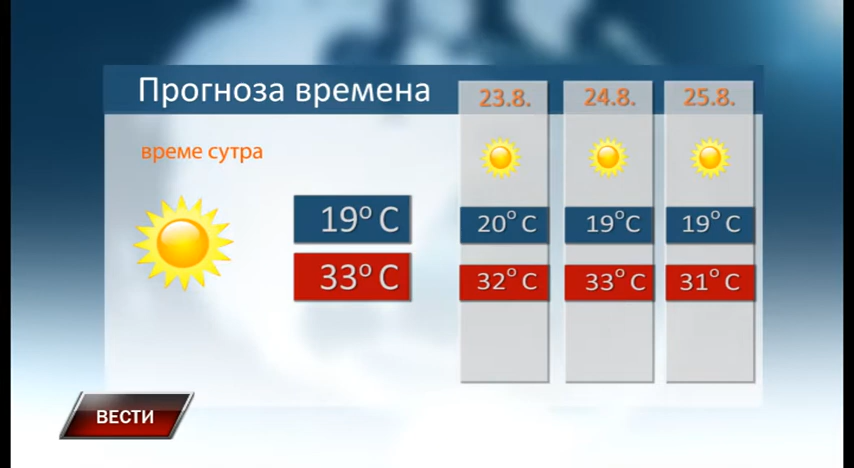 Прогноза времена
време сутра
19° C
33° C
23.8. 24.8. 25.8.
20° C 19°C 19° C
32° C 33° C 31° C
ВЕСТИ